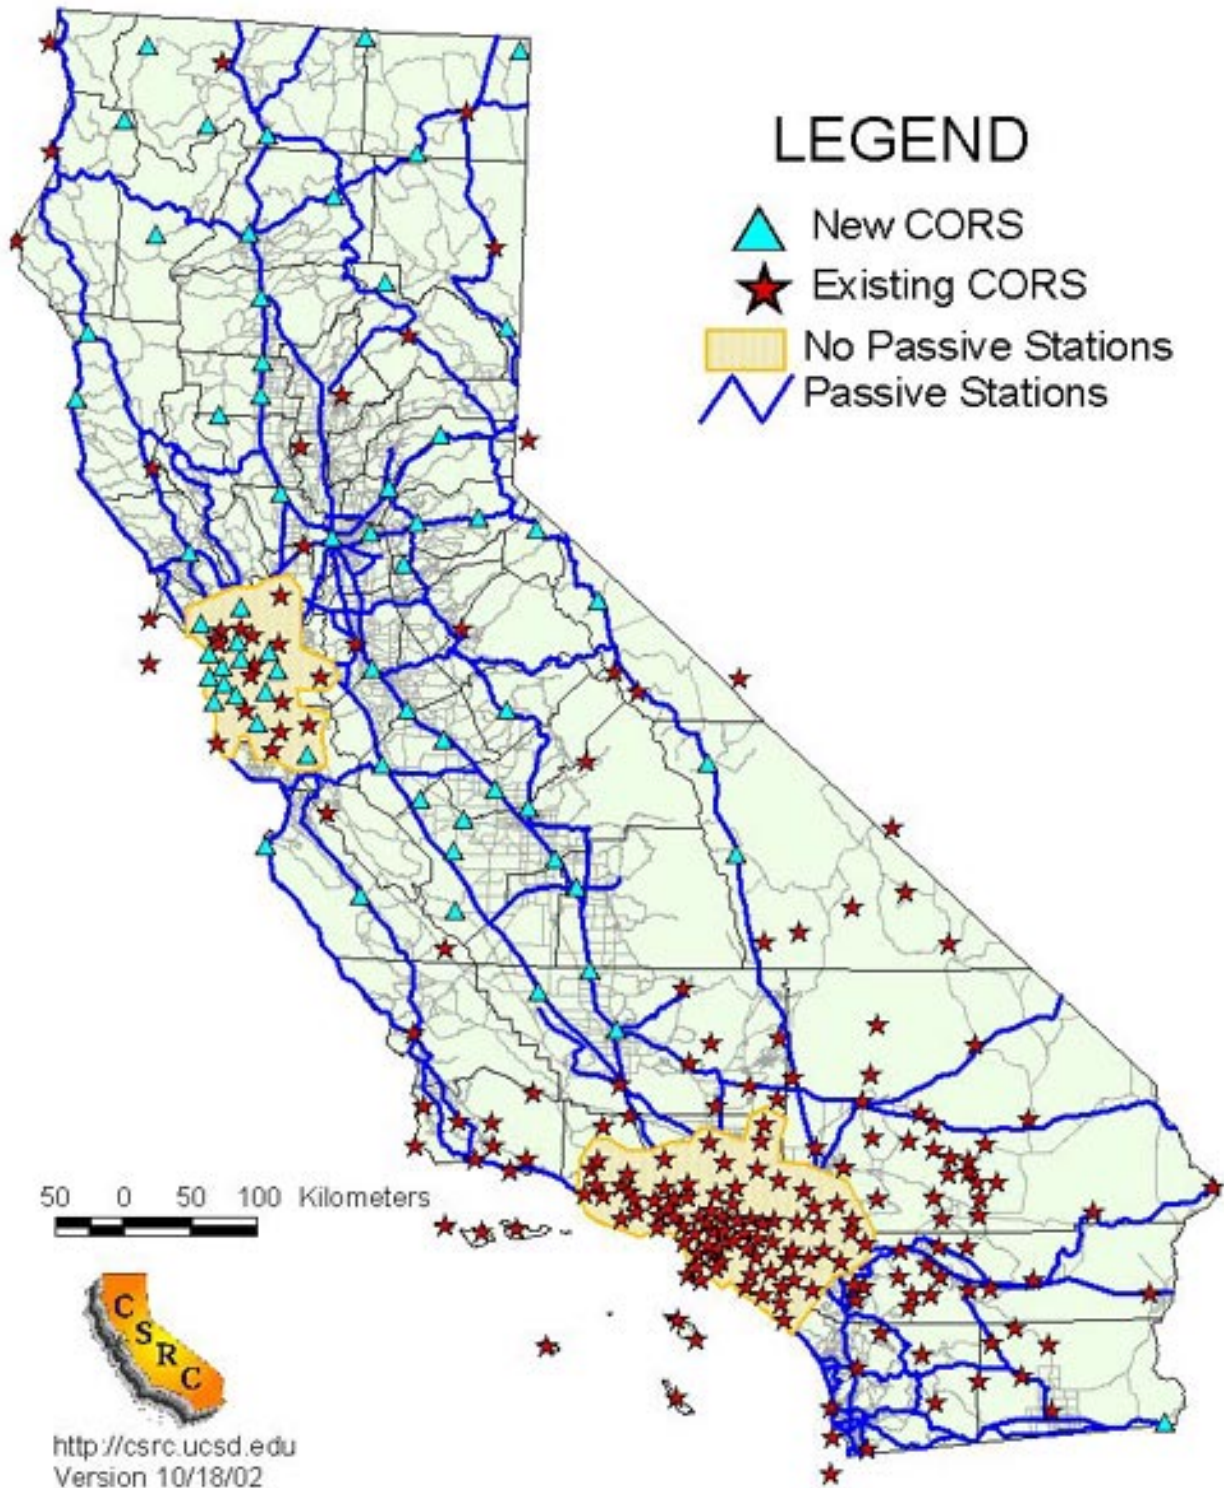 LEGEND
New CORS
Existing CORS
No Passive Stations
Passive Stations
50 0 50 100 Kilometers
C
S
R
C
http://csrc.ucsd.edu
Version 10/18/02